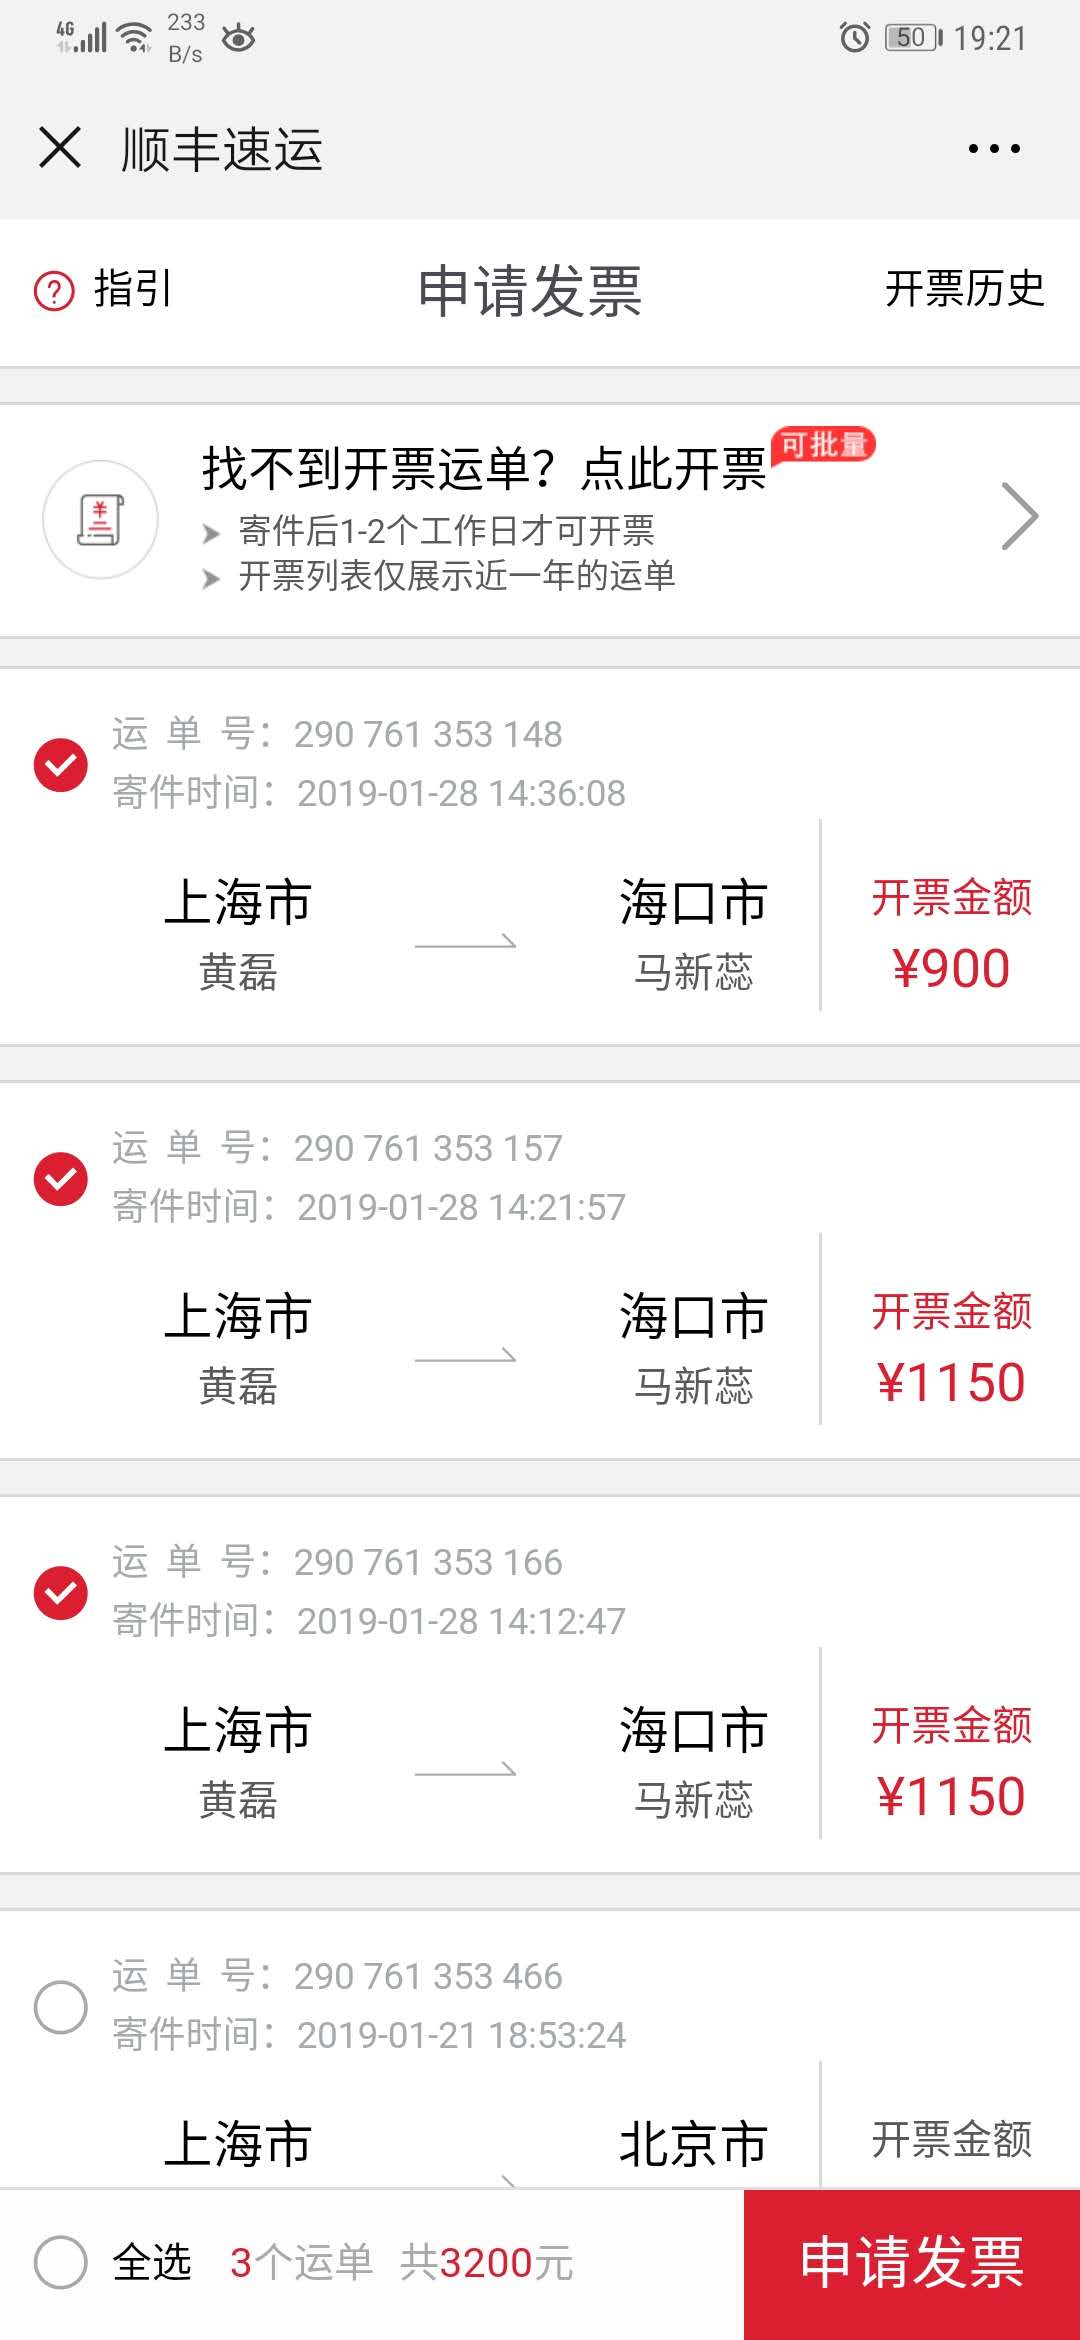 4G 233 B/s 50 19:21
顺丰速运
指引 申请发票 开票历史
找不到开票运单？点此开票 可批量
寄件后1-2个工作日才可开票
开票列表仅展示近一年的运单
运 单 号：290 761 353 148
寄件时间：2019-01-28 14:36:08
上海市 海口市 开票金额
黄磊 马新蕊 ¥900
运 单 号：290 761 353 157
寄件时间：2019-01-28 14:21:57
上海市 海口市 开票金额
黄磊 马新蕊 ¥1150
运 单 号：290 761 353 166
寄件时间：2019-01-28 14:12:47
上海市 海口市 开票金额
黄磊 马新蕊 ¥1150
运 单 号：290 761 353 466
寄件时间：2019-01-21 18:53:24
上海市 北京市 开票金额
全选 3个运单 共3200元 申请发票